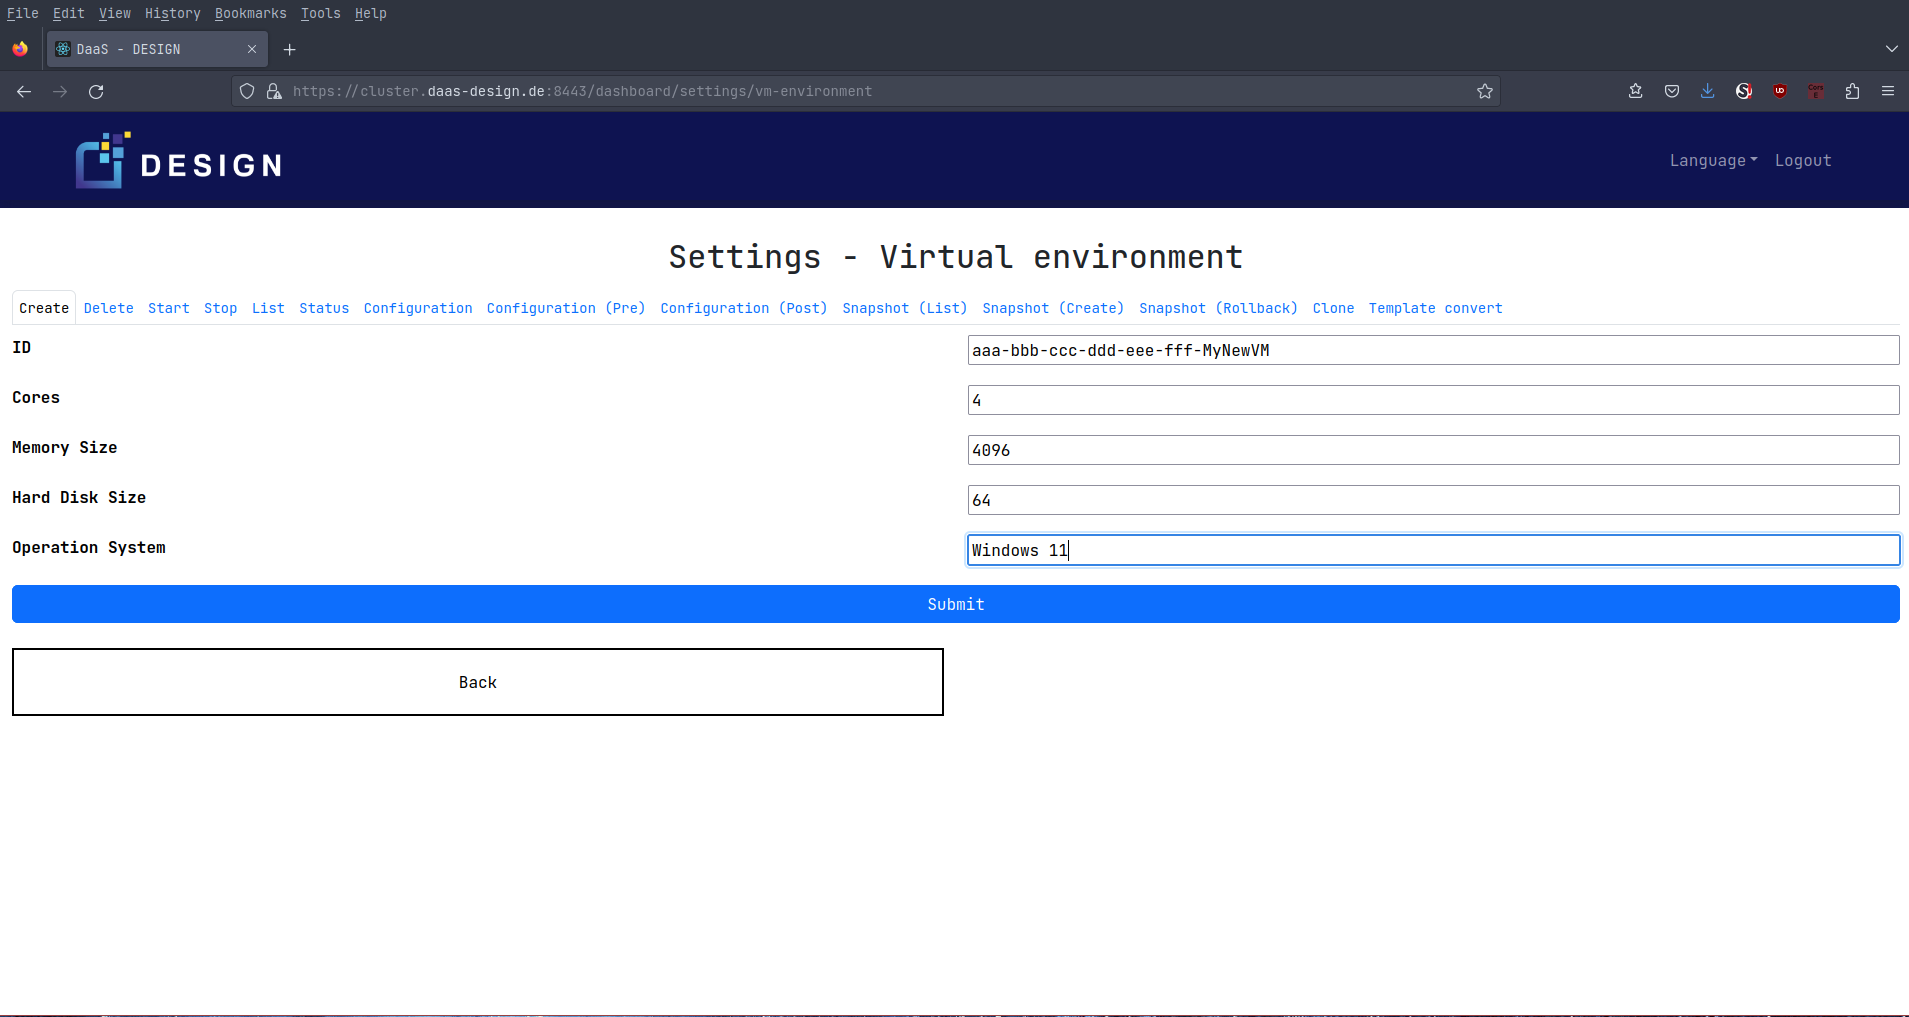 File Edit View History Bookmarks Tools Help
DaaS - DESIGN
https://cluster.daas-design.de:8443/dashboard/settings/vm-environment
DESIGN
Language Logout
Settings - Virtual environment
Create Delete Start Stop List Status Configuration Configuration (Pre) Configuration (Post) Snapshot (List) Snapshot (Create) Snapshot (Rollback) Clone Template convert
ID aaa-bbb-ccc-ddd-eee-fff-MyNewVM
Cores 4
Memory Size 4096
Hard Disk Size 64
Operation System Windows 11
Submit
Back